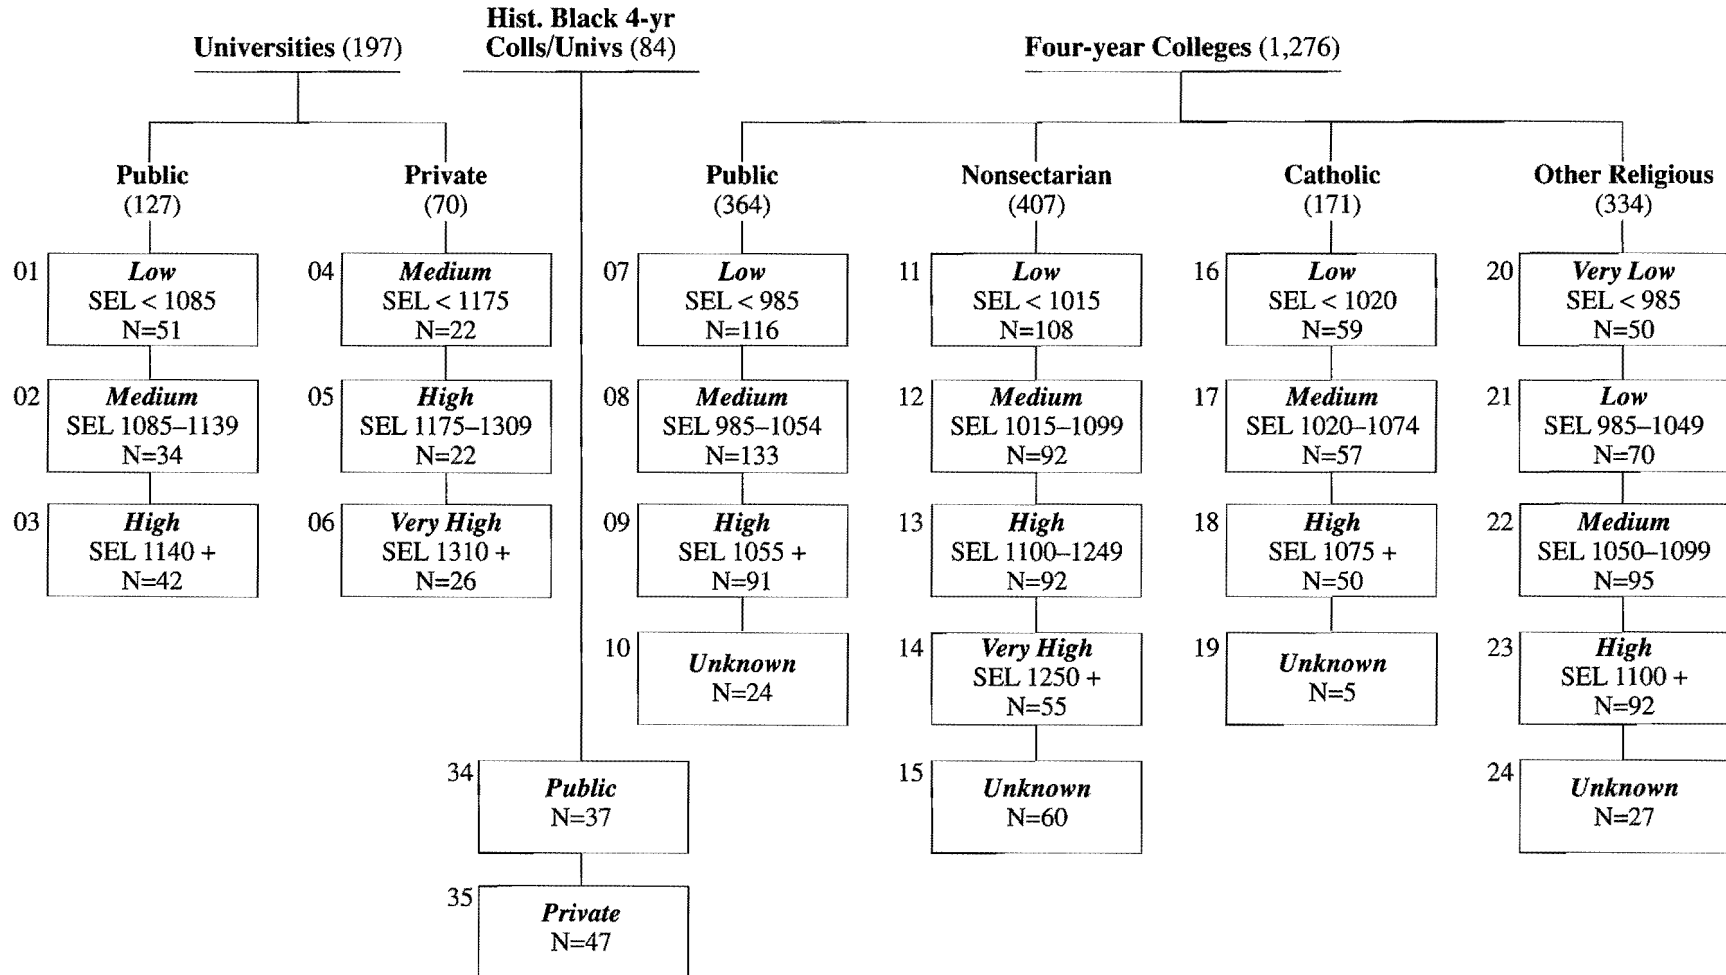 Hist. Black 4-yr
Universities (197)
Colls/Univs (84)
Four-year Colleges (1,276)
Public
(127)
Private
(70)
Public
(364)
Nonsectarian
(407)
Catholic
(171)
Other Religious
(334)
01
Low
SEL < 1085
N=51
02
Medium
SEL 1085–1139
N=34
03
High
SEL 1140 +
N=42
04
Medium
SEL < 1175
N=22
05
High
SEL 1175–1309
N=22
06
Very High
SEL 1310 +
N=26
34
Public
N=37
35
Private
N=47
07
Low
SEL < 985
N=116
08
Medium
SEL 985–1054
N=133
09
High
SEL 1055 +
N=91
10
Unknown
N=24
11
Low
SEL < 1015
N=108
12
Medium
SEL 1015–1099
N=92
13
High
SEL 1100–1249
N=92
14
Very High
SEL 1250 +
N=55
15
Unknown
N=60
16
Low
SEL < 1020
N=59
17
Medium
SEL 1020–1074
N=57
18
High
SEL 1075 +
N=50
19
Unknown
N=5
20
Very Low
SEL < 985
N=50
21
Low
SEL 985–1049
N=70
22
Medium
SEL 1050–1099
N=95
23
High
SEL 1100 +
N=92
24
Unknown
N=27